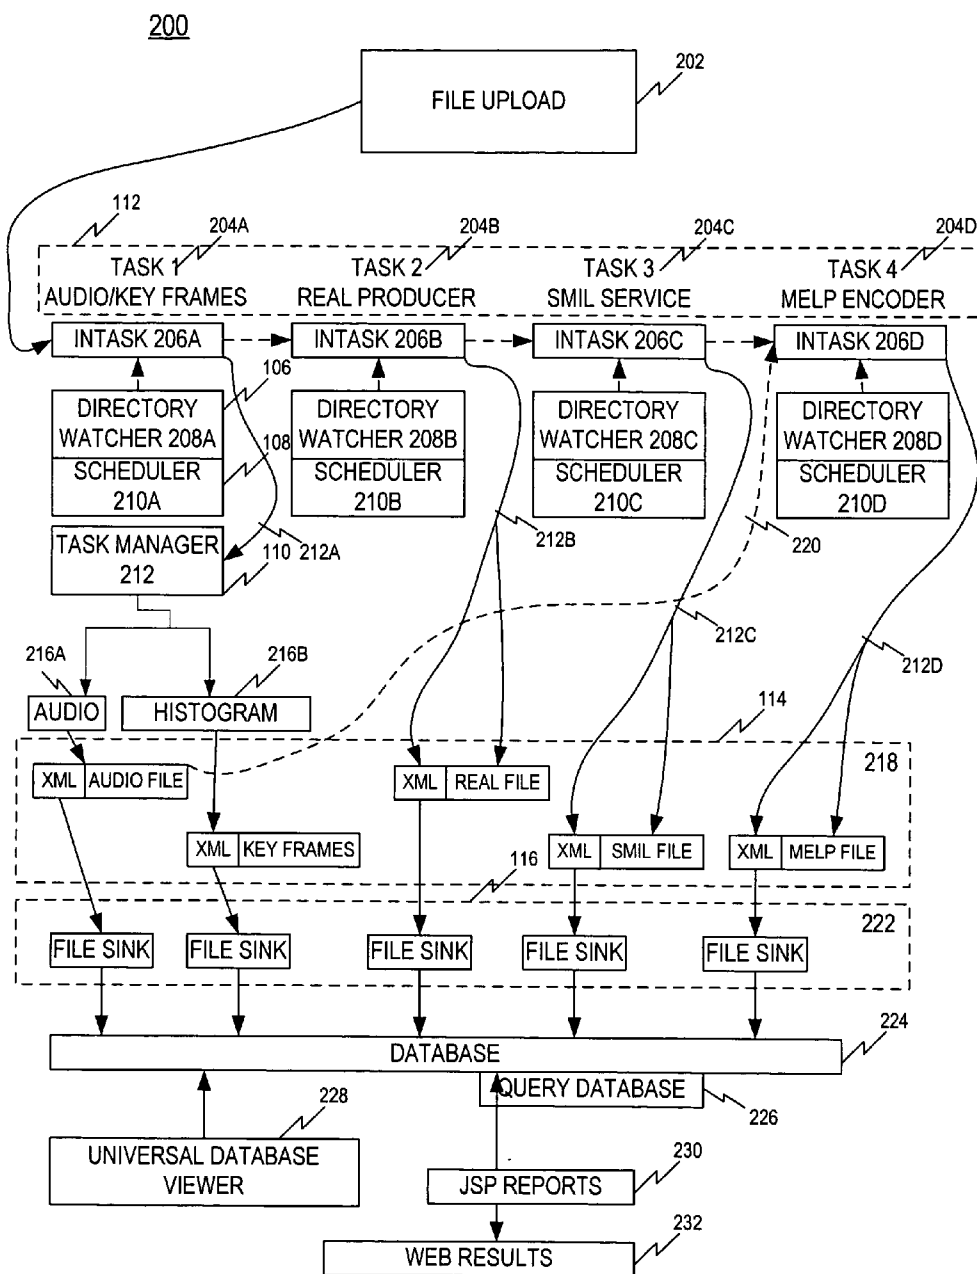 200
FILE UPLOAD
202
112
204A
204B
204C
204D
TASK 1
AUDIO/KEY FRAMES
TASK 2
REAL PRODUCER
TASK 3
SMIL SERVICE
TASK 4
MELP ENCODER
INTASK 206A
INTASK 206B
INTASK 206C
INTASK 206D
106
DIRECTORY
WATCHER 208A
DIRECTORY
WATCHER 208B
DIRECTORY
WATCHER 208C
DIRECTORY
WATCHER 208D
108
SCHEDULER
210A
SCHEDULER
210B
SCHEDULER
210C
SCHEDULER
210D
TASK MANAGER
212
110
212A
212B
220
212C
212D
216A
216B
AUDIO
HISTOGRAM
114
218
XML
AUDIO FILE
XML
REAL FILE
XML
KEY FRAMES
XML
SMIL FILE
XML
MELP FILE
116
222
FILE SINK
FILE SINK
FILE SINK
FILE SINK
FILE SINK
224
DATABASE
QUERY DATABASE
226
228
UNIVERSAL DATABASE
VIEWER
230
JSP REPORTS
232
WEB RESULTS